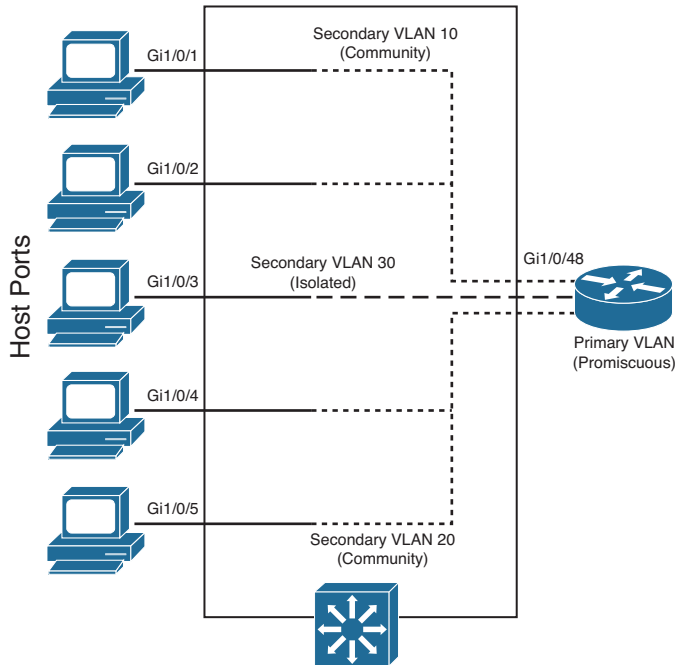 Secondary VLAN 10
(Community)
Gi1/0/1
Gi1/0/2
Host Ports
Gi1/0/3
Secondary VLAN 30
(Isolated)
Gi1/0/48
Primary VLAN
(Promiscuous)
Gi1/0/4
Gi1/0/5
Secondary VLAN 20
(Community)